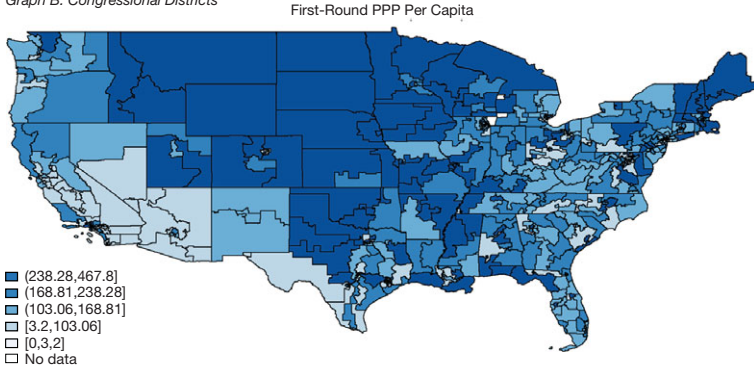 Graph B. Congressional Districts
First-Round PPP Per Capita
(238.28,467.8]
(168.81,238.28]
(103.06,168.81]
[3.2,103.06]
[0,3,2]
No data